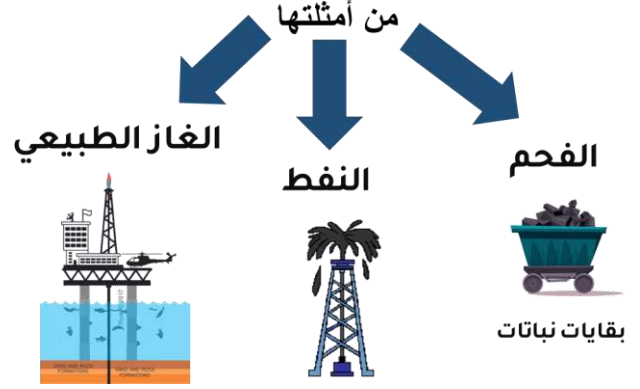 من أمثلتها
الفحم
النفط
الغاز الطبيعي
بقايات نباتات